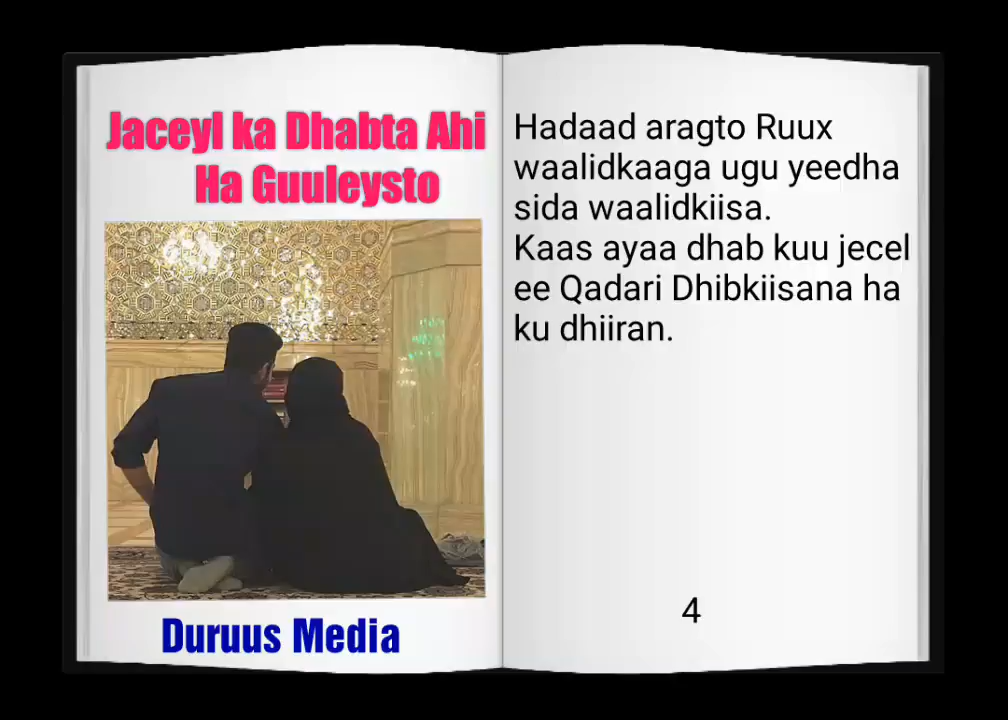 Jaceyl ka Dhabta Ahi
Ha Guuleysto
Duruus Media
Hadaad aragto Ruux
waalidkaaga ugu yeedha
sida waalidkiisa.
Kaas ayaa dhab kuu jecel
ee Qadari Dhibkiisana ha
ku dhiiran.
4